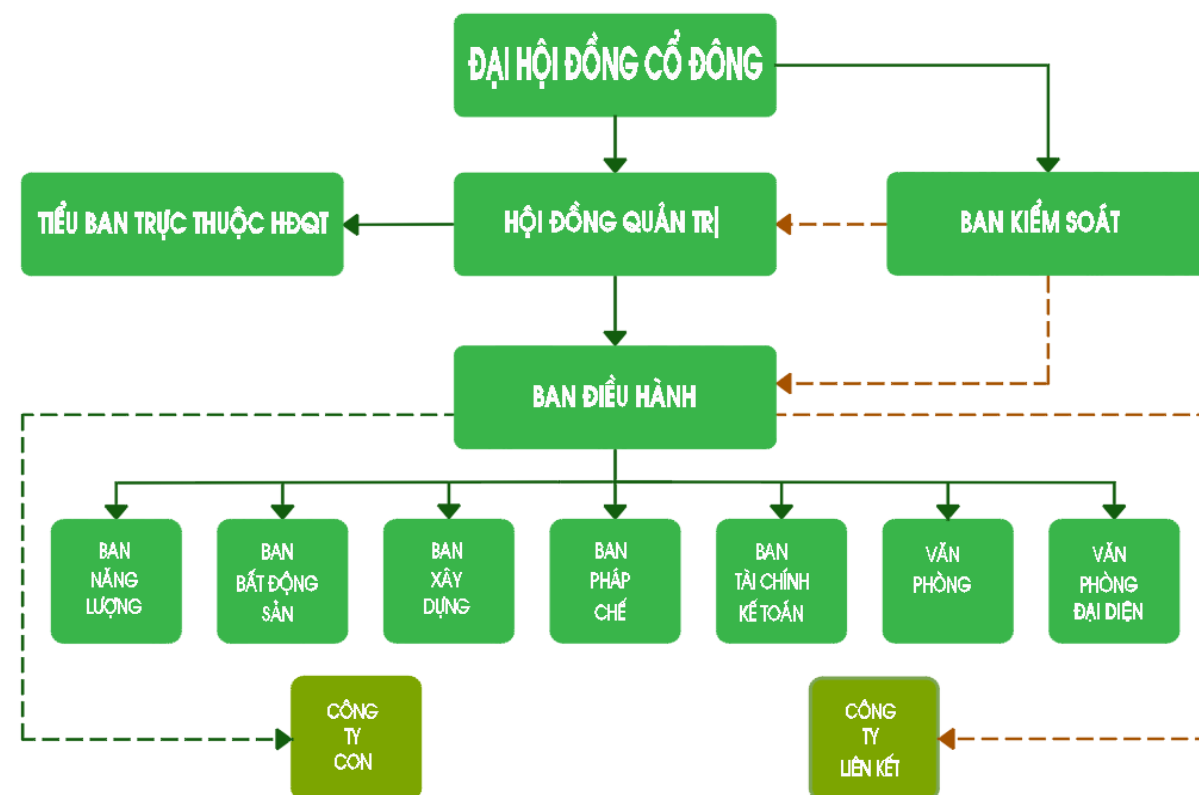 ĐẠI HỘI ĐỒNG CỔ ĐÔNG
TIỂU BAN TRỰC THUỘC HĐQT
HỘI ĐỒNG QUẢN TRỊ
BAN KIỂM SOÁT
BAN ĐIỀU HÀNH
BAN
NĂNG
LƯỢNG
BAN
BẤT ĐỘNG
SẢN
BAN
XÂY
DỰNG
BAN
PHÁP
CHẾ
BAN
TÀI CHÍNH
KẾ TOÁN
VĂN
PHÒNG
VĂN
PHÒNG
ĐẠI DIỆN
CÔNG
TY
CON
CÔNG
TY
LIÊN KẾT